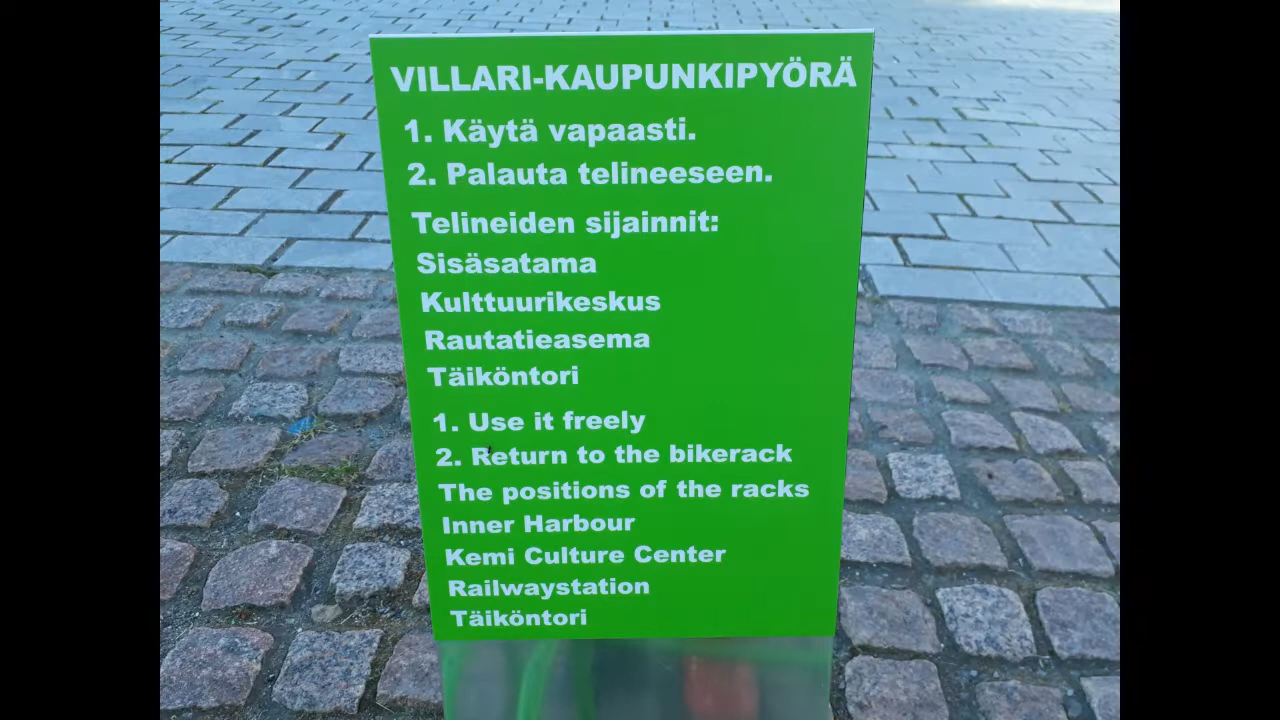 VILLARI-KAUPUNKIPYÖRÄ
1. Käytä vapaasti.
2. Palauta telineeseen.
Telineiden sijainnit:
Sisäsatama
Kulttuurikeskus
Rautatieasema
Täiköntori
1. Use it freely
2. Return to the bikerack
The positions of the racks
Inner Harbour
Kemi Culture Center
Railwaystation
Täiköntori